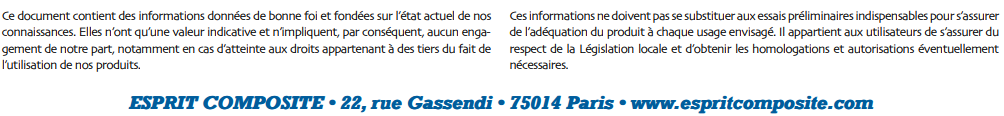 Ce document contient des informations données de bonne foi et fondées sur l'état actuel de nos
connaissances. Elles n'ont qu'une valeur indicative et n'impliquent, par conséquent, aucun enga-
gement de notre part, notamment en cas d'atteinte aux droits appartenant à des tiers du fait de
l'utilisation de nos produits.
Ces informations ne doivent pas se substituer aux essais préliminaires indispensables pour s'assurer
de l'adéquation du produit à chaque usage envisagé. Il appartient aux utilisateurs de s'assurer du
respect de la Législation locale et d'obtenir les homologations et autorisations éventuellement
nécessaires.
ESPRIT COMPOSITE • 22, rue Gassendi • 75014 Paris • www.espritcomposite.com